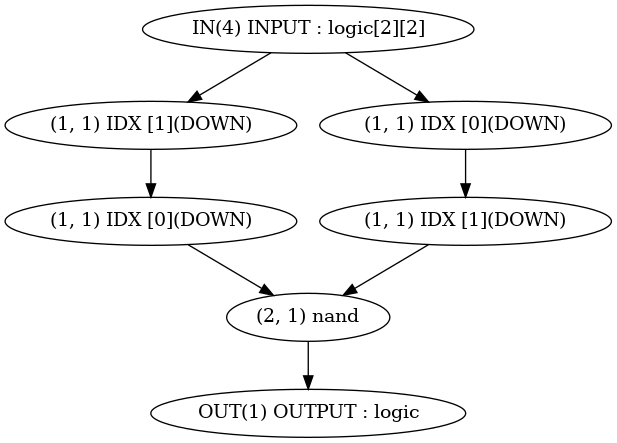 IN(4) INPUT : logic[2][2]
(1, 1) IDX [1](DOWN)
(1, 1) IDX [0](DOWN)
(1, 1) IDX [0](DOWN)
(1, 1) IDX [1](DOWN)
(2, 1) nand
OUT(1) OUTPUT : logic